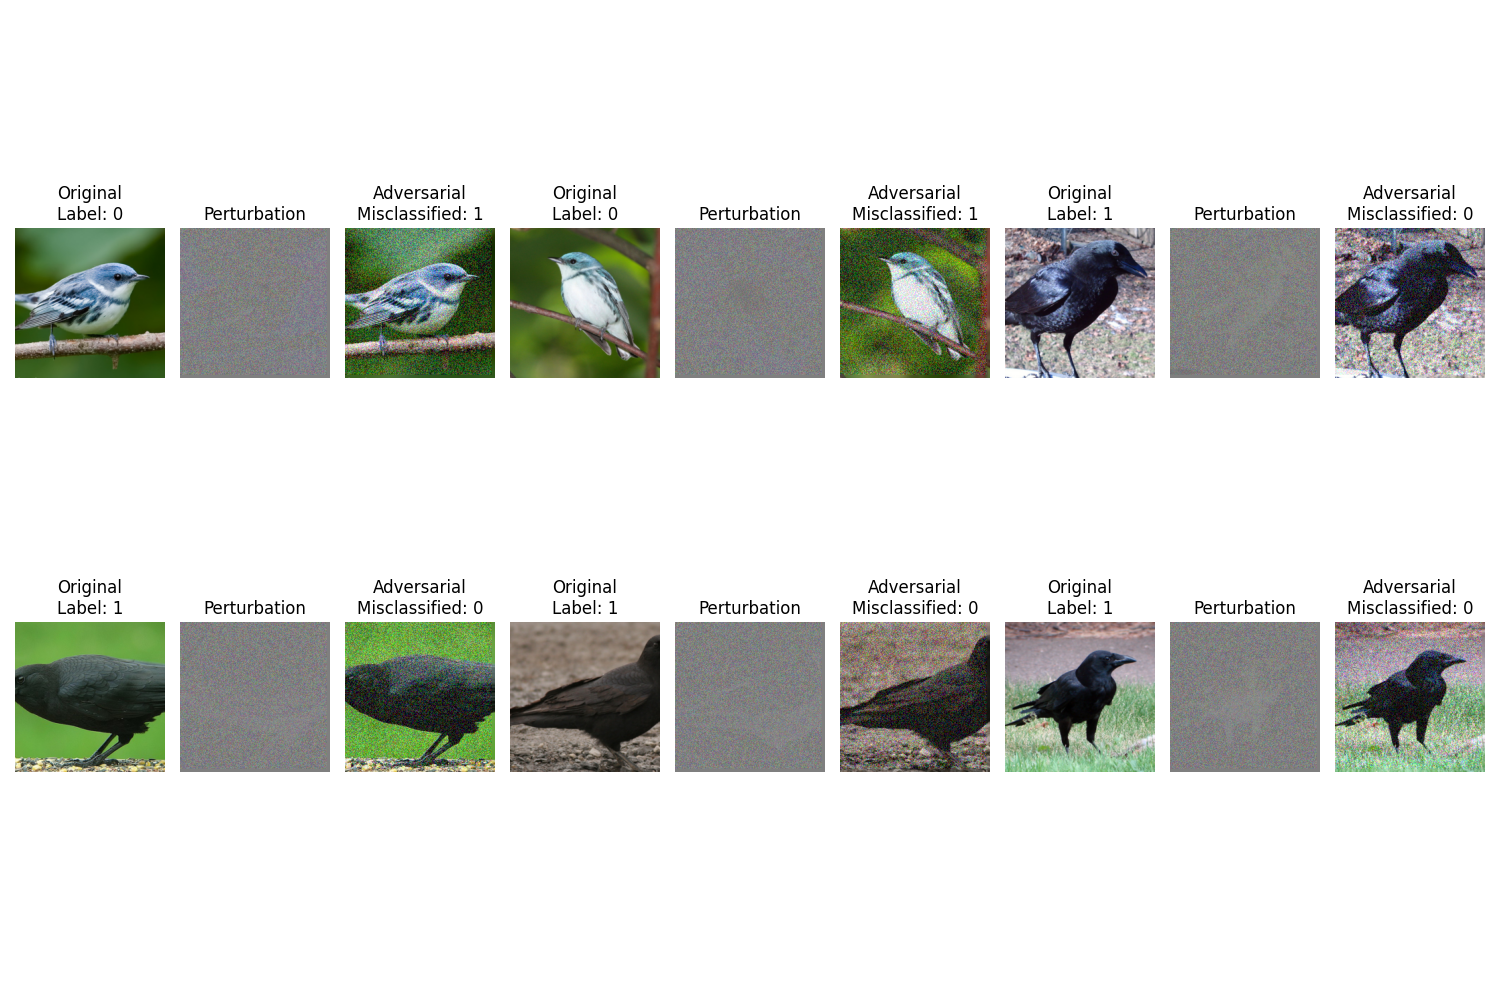 Original
Label: 0
Perturbation
Adversarial
Misclassified: 1
Original
Label: 0
Perturbation
Adversarial
Misclassified: 1
Original
Label: 1
Perturbation
Adversarial
Misclassified: 0
Original
Label: 1
Perturbation
Adversarial
Misclassified: 0
Original
Label: 1
Perturbation
Adversarial
Misclassified: 0
Original
Label: 1
Perturbation
Adversarial
Misclassified: 0